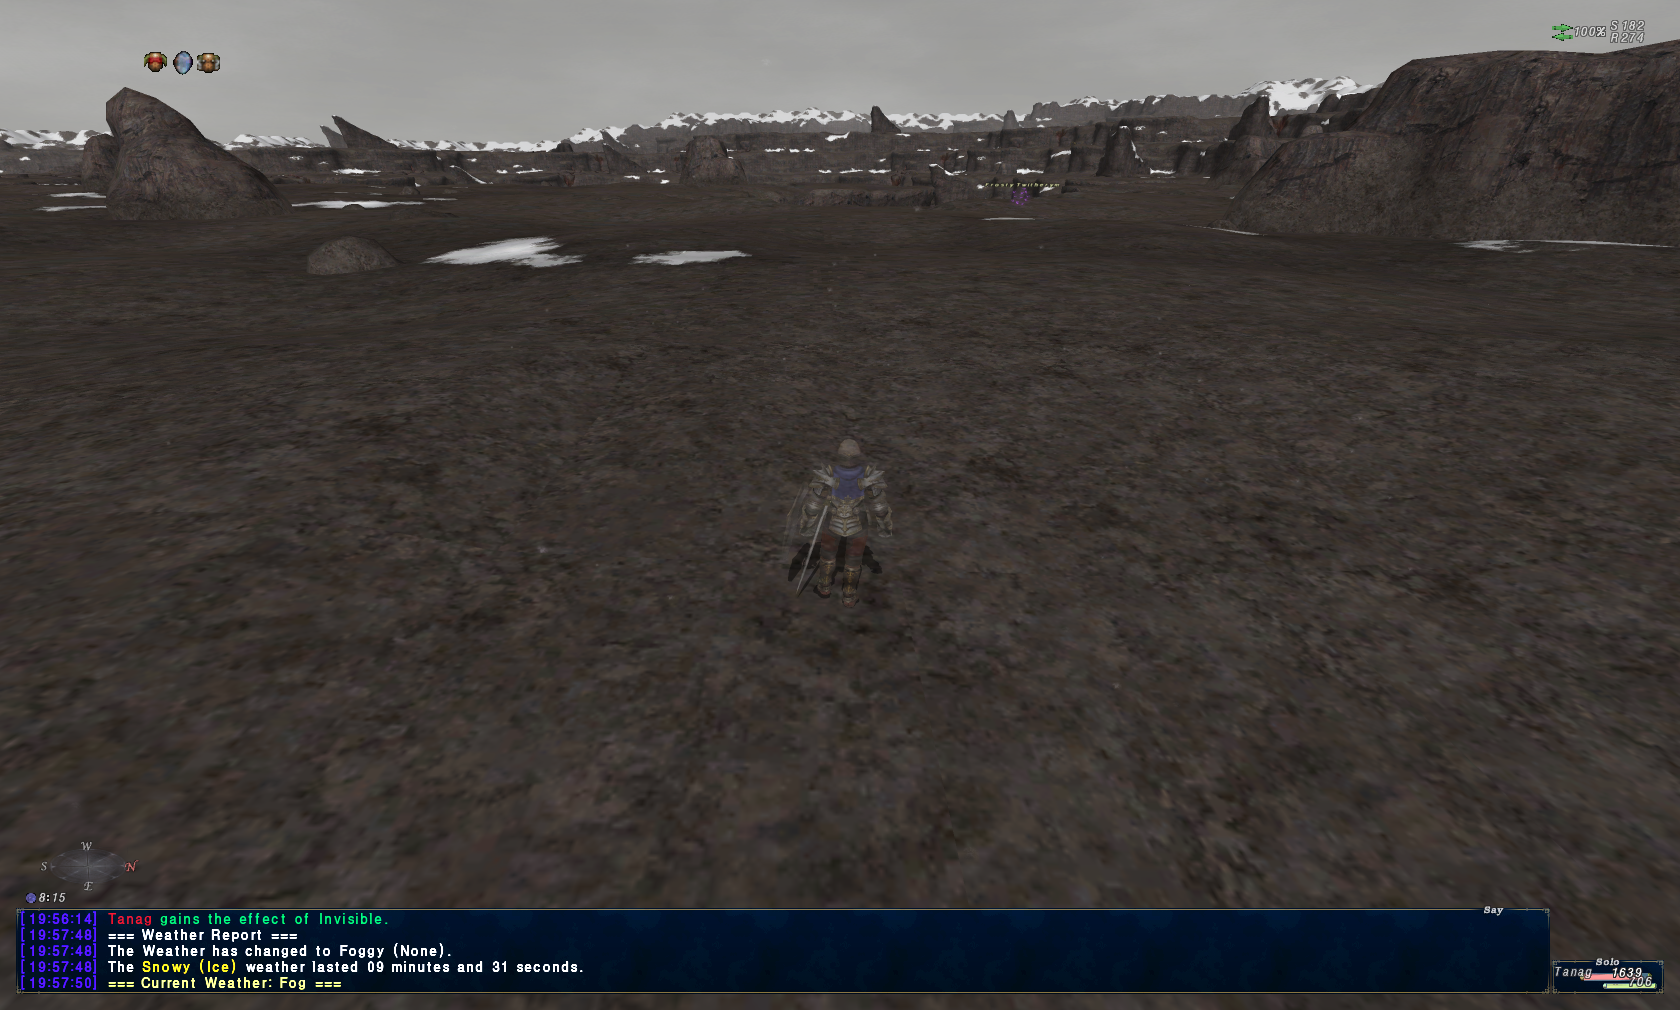 100% S 182
R 274
Frosty Twitherym
W
S N
E
8:15
Say
[19:56:14] Tanag gains the effect of Invisible.
[19:57:48] === Weather Report ===
[19:57:48] The Weather has changed to Foggy (None).
[19:57:48] The Snowy (Ice) weather lasted 09 minutes and 31 seconds.
[19:57:50] === Current Weather: Fog ===
Solo
Tanag 1639
706